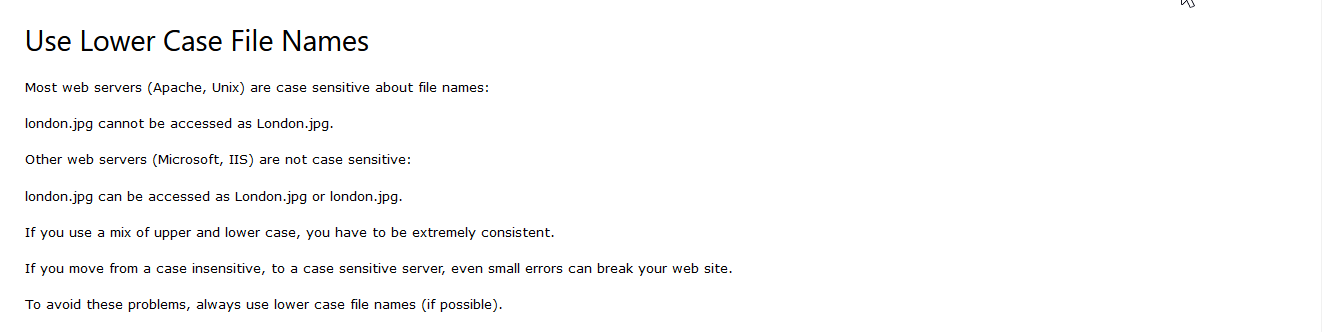 Use Lower Case File Names
Most web servers (Apache, Unix) are case sensitive about file names:
london.jpg cannot be accessed as London.jpg.
Other web servers (Microsoft, IIS) are not case sensitive:
london.jpg can be accessed as London.jpg or london.jpg.
If you use a mix of upper and lower case, you have to be extremely consistent.
If you move from a case insensitive, to a case sensitive server, even small errors can break your web site.
To avoid these problems, always use lower case file names (if possible).